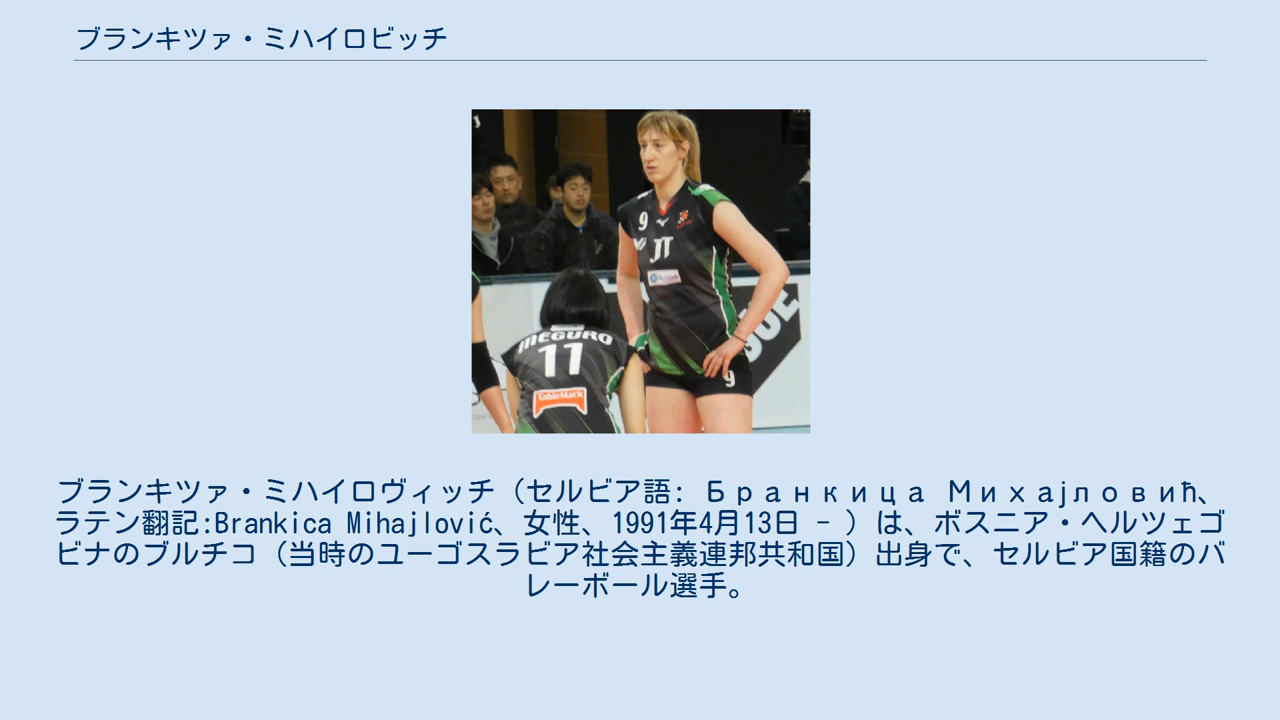 ブランキツァ・ミハイロビッチ
9
JT
MEGURO
11
TableMark
9
ブランキツァ・ミハイロヴィッチ（セルビア語: Бранкица Михајловић、
ラテン翻記:Brankica Mihajlović、女性、1991年4月13日 - ）は、ボスニア・ヘルツェゴ
ビナのブルチコ（当時のユーゴスラビア社会主義連邦共和国）出身で、セルビア国籍のバ
レーボール選手。